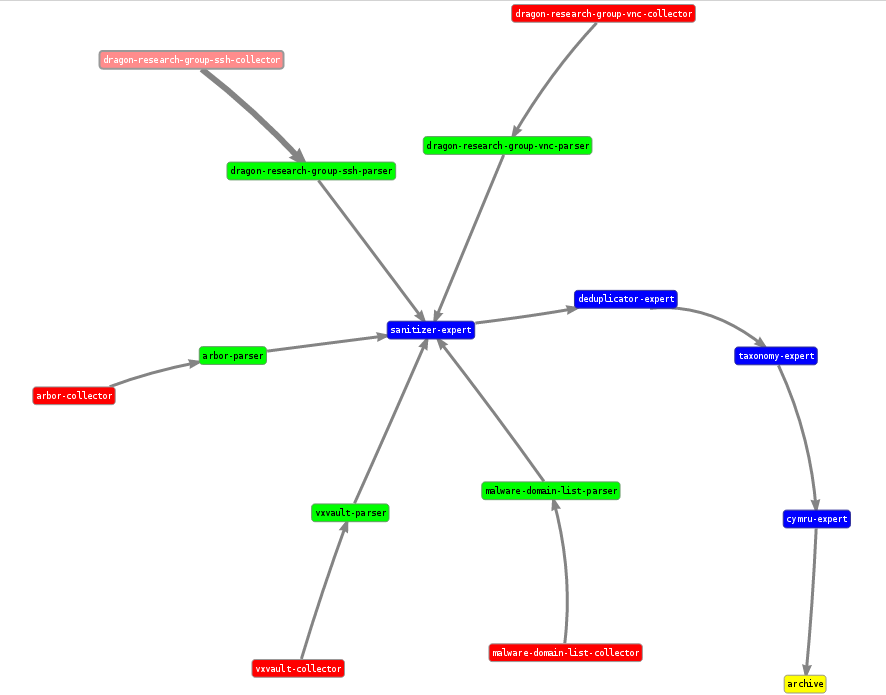 dragon-research-group-vnc-collector
dragon-research-group-ssh-collector
dragon-research-group-vnc-parser
dragon-research-group-ssh-parser
deduplicator-expert
sanitizer-expert
arbor-parser
taxonomy-expert
arbor-collector
malware-domain-list-parser
vxvault-parser
cymru-expert
malware-domain-list-collector
vxvault-collector
archive